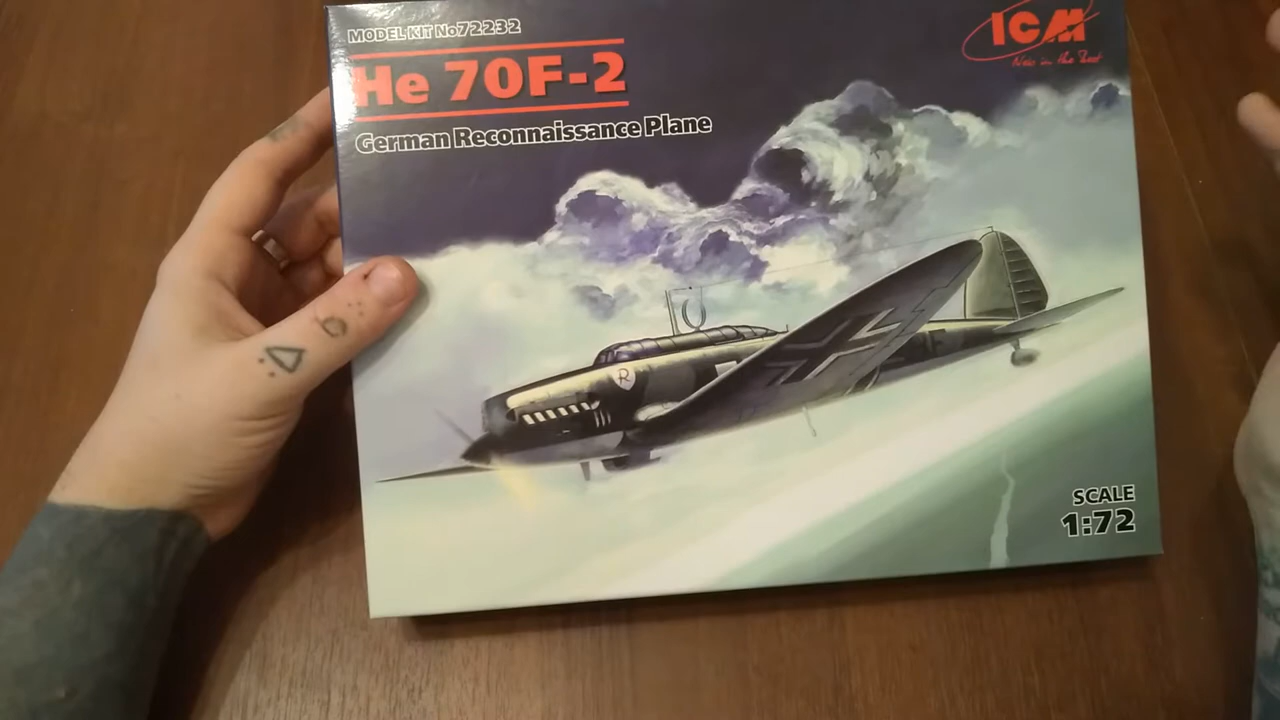 MODEL KIT No72232
ICM
He 70F-2
German Reconnaissance Plane
R
SCALE
1:72